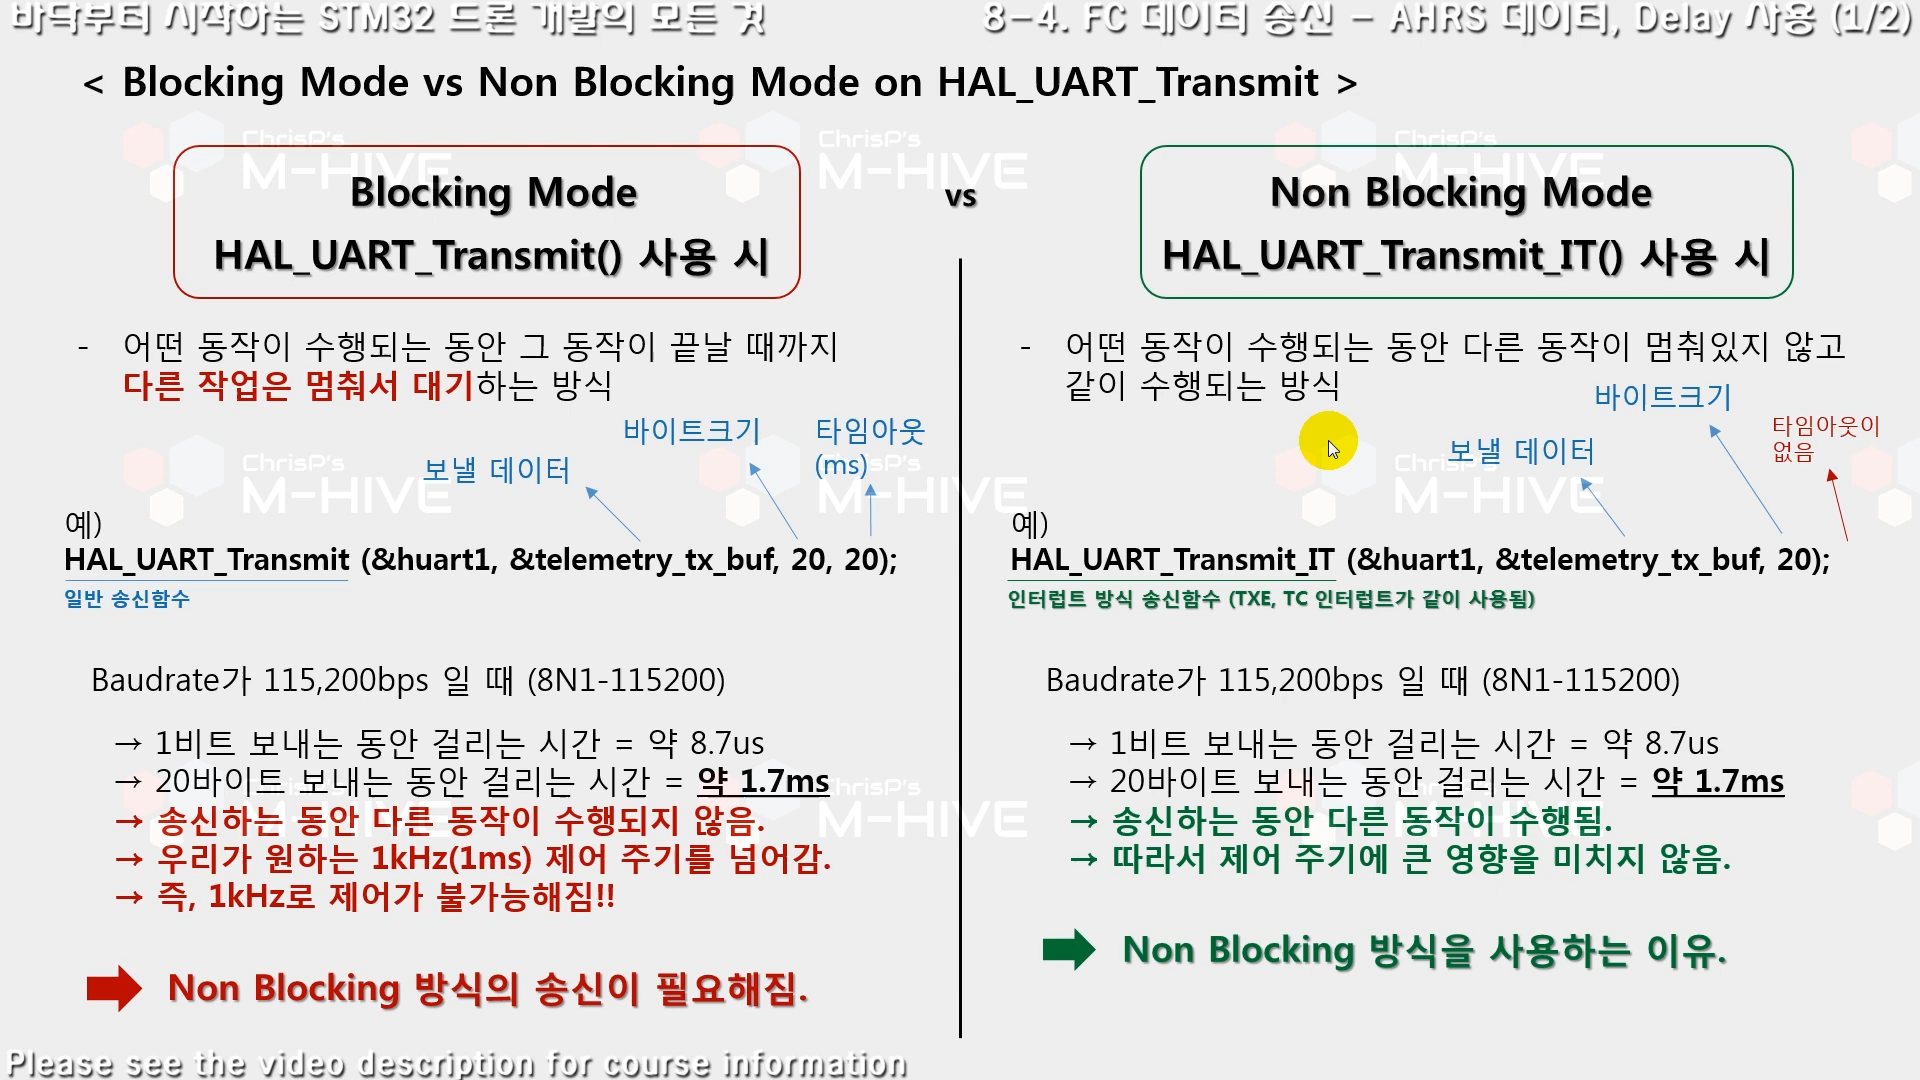 바닥부터 시작하는 STM32 드론 개발의 모든 것
8-4. FC 데이터 송신 - AHRS 데이터, Delay 사용 (1/2)
< Blocking Mode vs Non Blocking Mode on HAL_UART_Transmit >
Blocking Mode
HAL_UART_Transmit() 사용 시
vs
Non Blocking Mode
HAL_UART_Transmit_IT() 사용 시
- 어떤 동작이 수행되는 동안 그 동작이 끝날 때까지
다른 작업은 멈춰서 대기하는 방식
바이트크기
타임아웃
(ms)
보낼 데이터
예)
HAL_UART_Transmit (&huart1, &telemetry_tx_buf, 20, 20);
일반 송신함수
Baudrate가 115,200bps 일 때 (8N1-115200)
→ 1비트 보내는 동안 걸리는 시간 = 약 8.7us
→ 20바이트 보내는 동안 걸리는 시간 = 약 1.7ms
→ 송신하는 동안 다른 동작이 수행되지 않음.
→ 우리가 원하는 1kHz(1ms) 제어 주기를 넘어감.
→ 즉, 1kHz로 제어가 불가능해짐!!
Non Blocking 방식의 송신이 필요해짐.
- 어떤 동작이 수행되는 동안 다른 동작이 멈춰있지 않고
같이 수행되는 방식
바이트크기
타임아웃이
없음
보낼 데이터
예)
HAL_UART_Transmit_IT (&huart1, &telemetry_tx_buf, 20);
인터럽트 방식 송신함수 (TXE, TC 인터럽트가 같이 사용됨)
Baudrate가 115,200bps 일 때 (8N1-115200)
→ 1비트 보내는 동안 걸리는 시간 = 약 8.7us
→ 20바이트 보내는 동안 걸리는 시간 = 약 1.7ms
→ 송신하는 동안 다른 동작이 수행됨.
→ 따라서 제어 주기에 큰 영향을 미치지 않음.
Non Blocking 방식을 사용하는 이유.
ChrisP's
M-HIVE
ChrisP's
M-HIVE
ChrisP's
M-HIVE
ChrisP's
M-HIVE
ChrisP's
M-HIVE
ChrisP's
M-HIVE
ChrisP's
M-HIVE
ChrisP's
M-HIVE
ChrisP's
M-HIVE
Please see the video description for course information